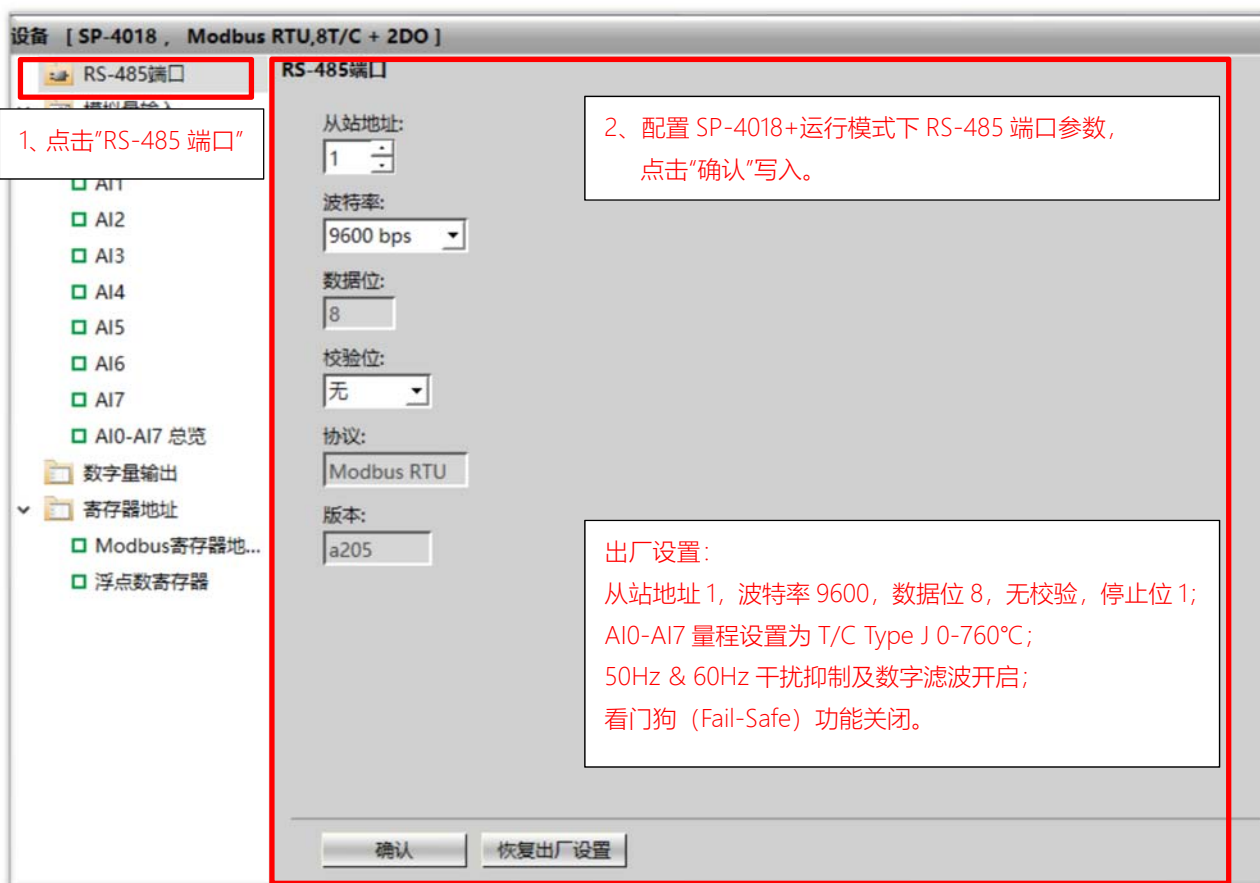 设备 [ SP-4018 , Modbus RTU,8T/C + 2DO ]
RS-485端口
模拟量输入
1、点击“RS-485 端口”
AI1
AI2
AI3
AI4
AI5
AI6
AI7
AI0-AI7 总览
数字量输出
寄存器地址
Modbus寄存器地...
浮点数寄存器
RS-485端口
从站地址:
1
波特率:
9600 bps
数据位:
8
校验位:
无
协议:
Modbus RTU
版本:
a205
2、配置 SP-4018+运行模式下 RS-485 端口参数，
点击“确认”写入。
出厂设置：
从站地址 1，波特率 9600，数据位 8，无校验，停止位 1；
AI0-AI7 量程设置为 T/C Type J 0-760℃；
50Hz & 60Hz 干扰抑制及数字滤波开启；
看门狗（Fail-Safe）功能关闭。
确认
恢复出厂设置